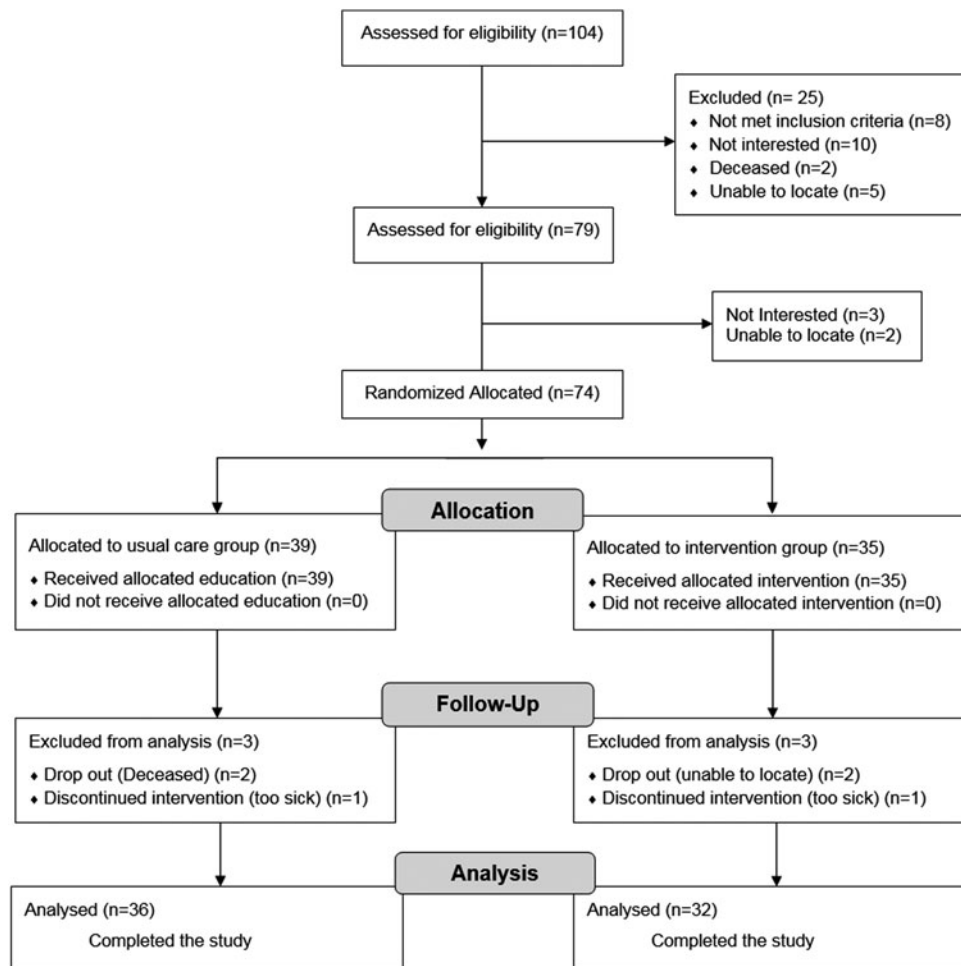 Assessed for eligibility (n=104)
Excluded (n= 25)
♦ Not met inclusion criteria (n=8)
♦ Not interested (n=10)
♦ Deceased (n=2)
♦ Unable to locate (n=5)
Assessed for eligibility (n=79)
Not Interested (n=3)
Unable to locate (n=2)
Randomized Allocated (n=74)
Allocation
Allocated to usual care group (n=39)
♦ Received allocated education (n=39)
♦ Did not receive allocated education (n=0)
Allocated to intervention group (n=35)
♦ Received allocated intervention (n=35)
♦ Did not receive allocated intervention (n=0)
Follow-Up
Excluded from analysis (n=3)
♦ Drop out (Deceased) (n=2)
♦ Discontinued intervention (too sick) (n=1)
Excluded from analysis (n=3)
♦ Drop out (unable to locate) (n=2)
♦ Discontinued intervention (too sick) (n=1)
Analysis
Analysed (n=36)
Completed the study
Analysed (n=32)
Completed the study